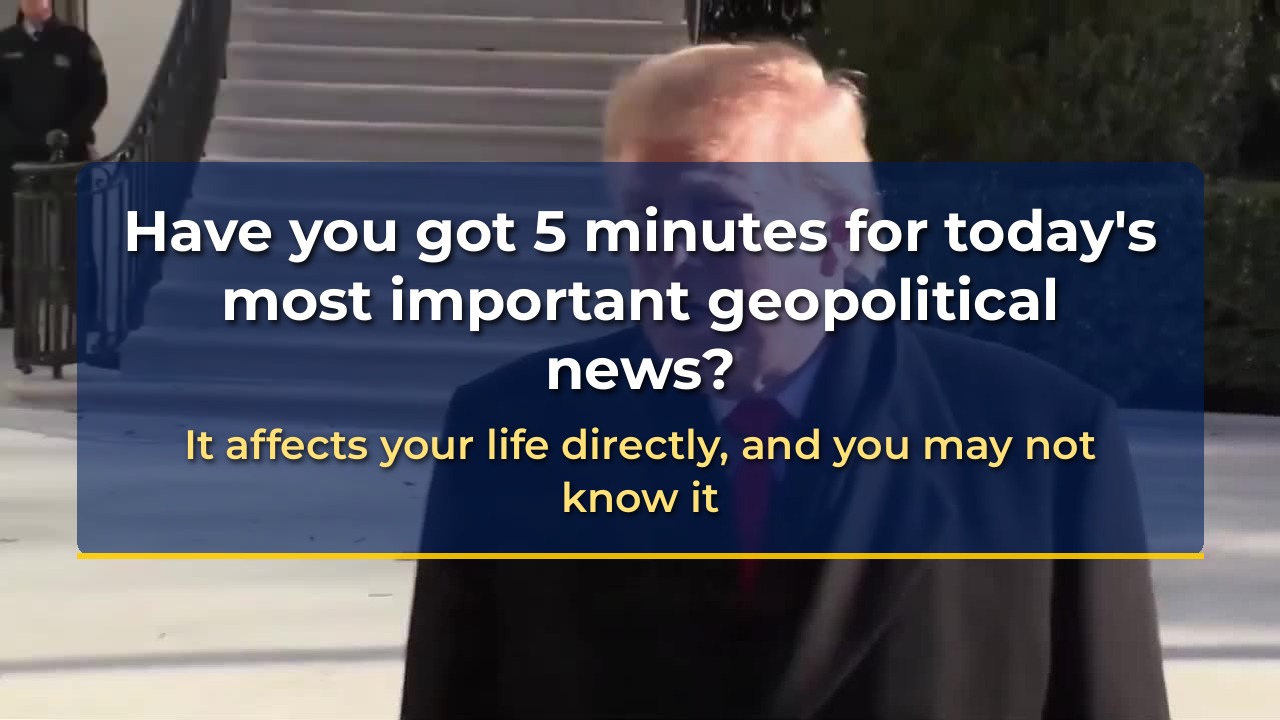 Have you got 5 minutes for today's
most important geopolitical
news?
It affects your life directly, and you may not
know it